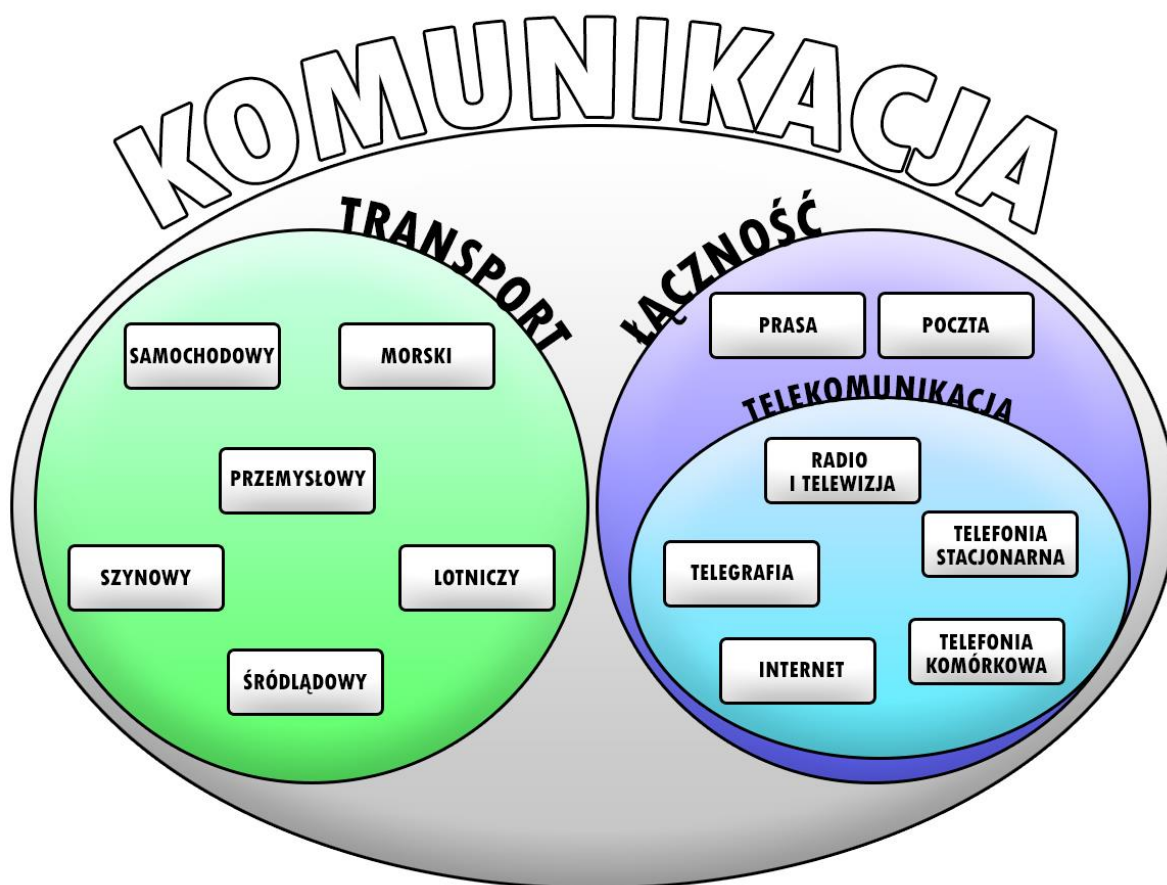 KOMUNIKACJA
TRANSPORT
SAMOCHODOWY
MORSKI
PRZEMYSŁOWY
SZYNOWY
LOTNICZY
ŚRÓDLĄDOWY
ŁĄCZNOŚĆ
PRASA
POCZTA
TELEKOMUNIKACJA
RADIO
I TELEWIZJA
TELEFONIA
STACJONARNA
TELEGRAFIA
TELEFONIA
KOMÓRKOWA
INTERNET